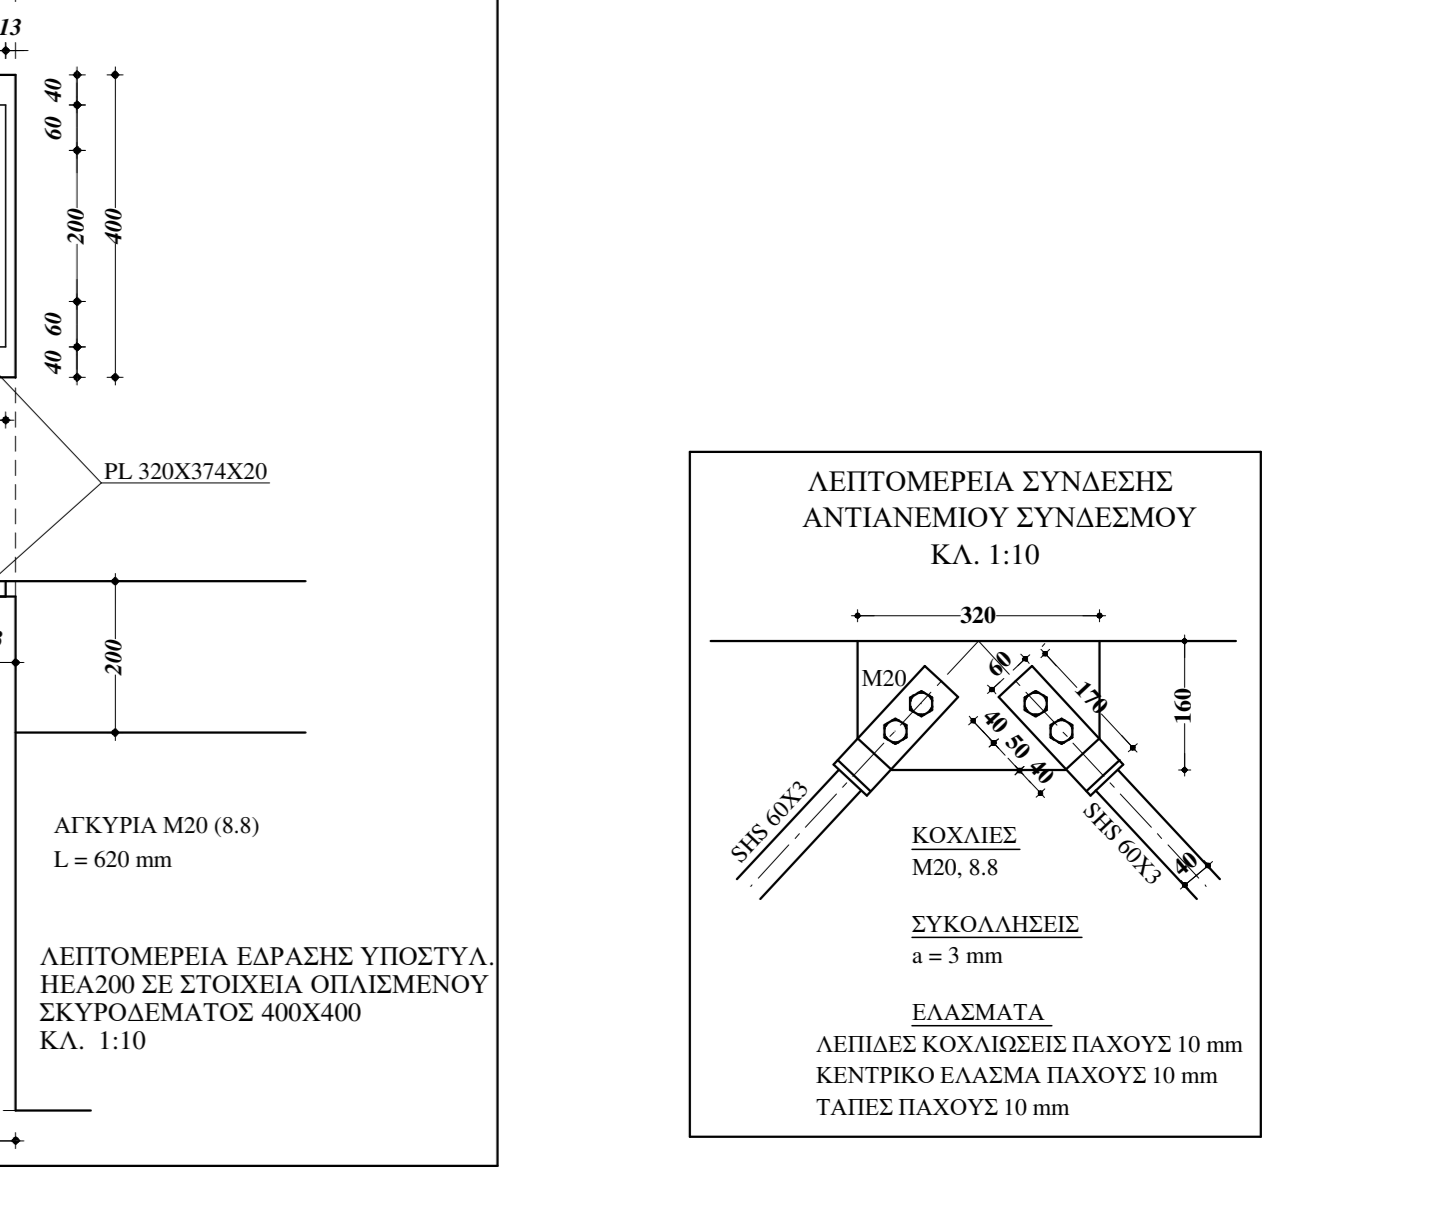 13
40
60
200
400
60
40
PL 320X374X20
200
ΑΓΚΥΡΙΑ M20 (8.8)
L = 620 mm
ΛΕΠΤΟΜΕΡΕΙΑ ΕΔΡΑΣΗΣ ΥΠΟΣΤΥΛ.
HEA200 ΣΕ ΣΤΟΙΧΕΙΑ ΟΠΛΙΣΜΕΝΟΥ
ΣΚΥΡΟΔΕΜΑΤΟΣ 400X400
ΚΛ. 1:10
ΛΕΠΤΟΜΕΡΕΙΑ ΣΥΝΔΕΣΗΣ
ΑΝΤΙΑΝΕΜΙΟΥ ΣΥΝΔΕΣΜΟΥ
ΚΛ. 1:10
320
M20
60
170
160
40
50
40
SHS 60X3
SHS 60X3
40
ΚΟΧΛΙΕΣ
M20, 8.8
ΣΥΚΟΛΛΗΣΕΙΣ
a = 3 mm
ΕΛΑΣΜΑΤΑ
ΛΕΠΙΔΕΣ ΚΟΧΛΙΩΣΕΙΣ ΠΑΧΟΥΣ 10 mm
ΚΕΝΤΡΙΚΟ ΕΛΑΣΜΑ ΠΑΧΟΥΣ 10 mm
ΤΑΠΕΣ ΠΑΧΟΥΣ 10 mm